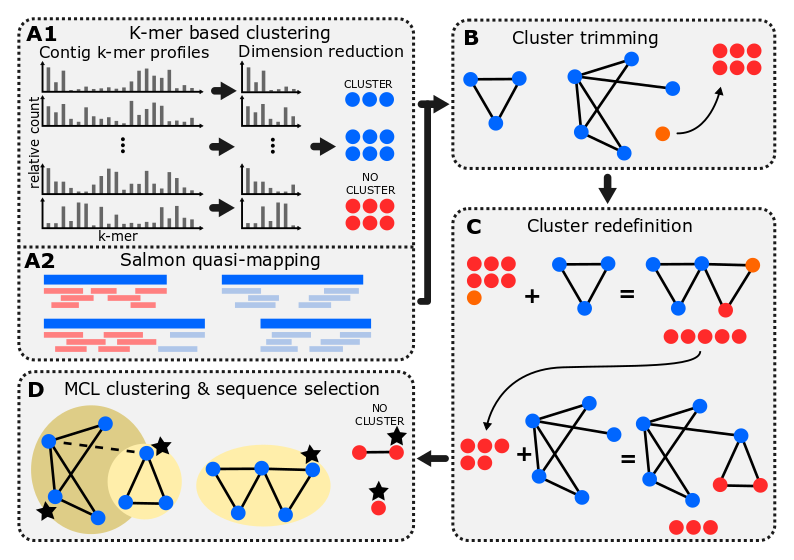 A1 K-mer based clustering
Contig k-mer profiles Dimension reduction
relative count
CLUSTER
NO
CLUSTER
k-mer
A2 Salmon quasi-mapping
B Cluster trimming
C Cluster redefinition
+ =
+ =
D MCL clustering & sequence selection
NO
CLUSTER